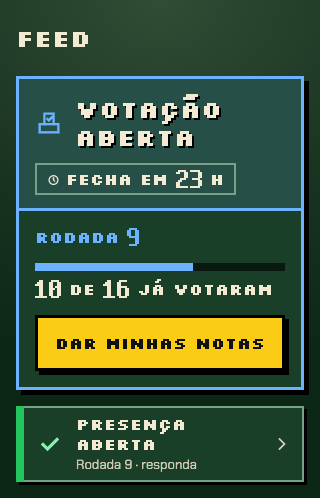 FEED
VOTAÇÃO
ABERTA
FECHA EM 23 H
RODADA 9
10 DE 16 JÁ VOTARAM
DAR MINHAS NOTAS
PRESENÇA
ABERTA
Rodada 9 · responda